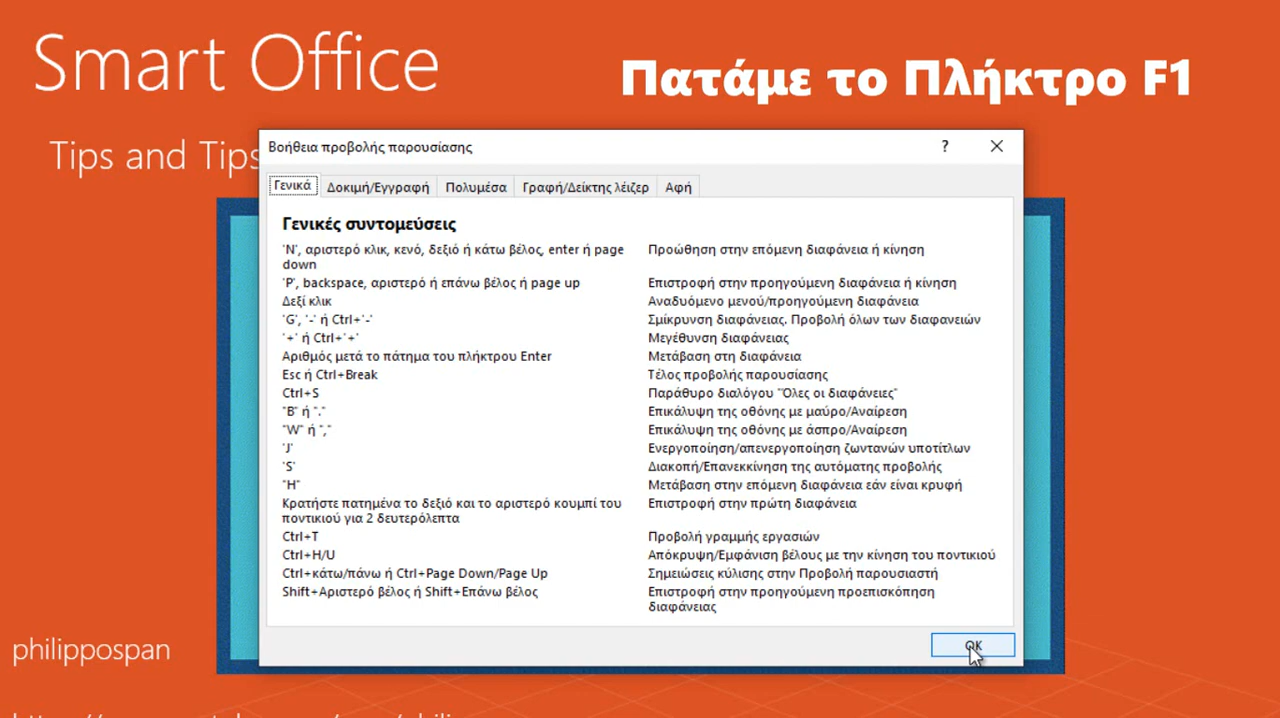 Smart Office
Πατάμε το Πλήκτρο F1
Tips and Tips
Βοήθεια προβολής παρουσίασης
?
Γενικά Δοκιμή/Εγγραφή Πολυμέσα Γραφή/Δείκτης λέιζερ Αφή
Γενικές συντομεύσεις
'N', αριστερό κλικ, κενό, δεξιό ή κάτω βέλος, enter ή page Προώθηση στην επόμενη διαφάνεια ή κίνηση
down
'P', backspace, αριστερό ή επάνω βέλος ή page up Επιστροφή στην προηγούμενη διαφάνεια ή κίνηση
Δεξί κλικ Αναδυόμενο μενού/προηγούμενη διαφάνεια
'G', '-' ή Ctrl+'-' Σμίκρυνση διαφάνειας. Προβολή όλων των διαφανειών
'+' ή Ctrl+'+' Μεγέθυνση διαφάνειας
Αριθμός μετά το πάτημα του πλήκτρου Enter Μετάβαση στη διαφάνεια
Esc ή Ctrl+Break Τέλος προβολής παρουσίασης
Ctrl+S Παράθυρο διαλόγου "Όλες οι διαφάνειες"
"B" ή "." Επικάλυψη της οθόνης με μαύρο/Αναίρεση
"W" ή "," Επικάλυψη της οθόνης με άσπρο/Αναίρεση
'J' Ενεργοποίηση/απενεργοποίηση ζωντανών υποτίτλων
'S' Διακοπή/Επανεκκίνηση της αυτόματης προβολής
"H" Μετάβαση στην επόμενη διαφάνεια εάν είναι κρυφή
Κρατήστε πατημένα το δεξιό και το αριστερό κουμπί του Επιστροφή στην πρώτη διαφάνεια
ποντικιού για 2 δευτερόλεπτα
Ctrl+T Προβολή γραμμής εργασιών
Ctrl+H/U Απόκρυψη/Εμφάνιση βέλους με την κίνηση του ποντικιού
Ctrl+κάτω/πάνω ή Ctrl+Page Down/Page Up Σημειώσεις κύλισης στην Προβολή παρουσιαστή
Shift+Αριστερό βέλος ή Shift+Επάνω βέλος Επιστροφή στην προηγούμενη προεπισκόπηση
διαφάνειας
OK
philippospan